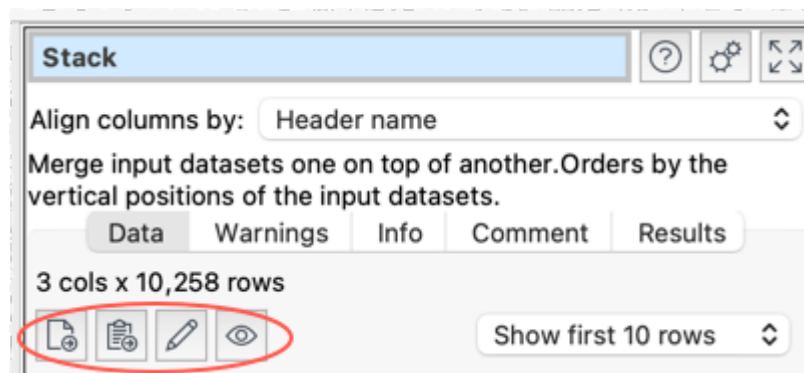 Stack
Align columns by: Header name
Merge input datasets one on top of another.Orders by the
vertical positions of the input datasets.
Data Warnings Info Comment Results
3 cols x 10,258 rows
Show first 10 rows